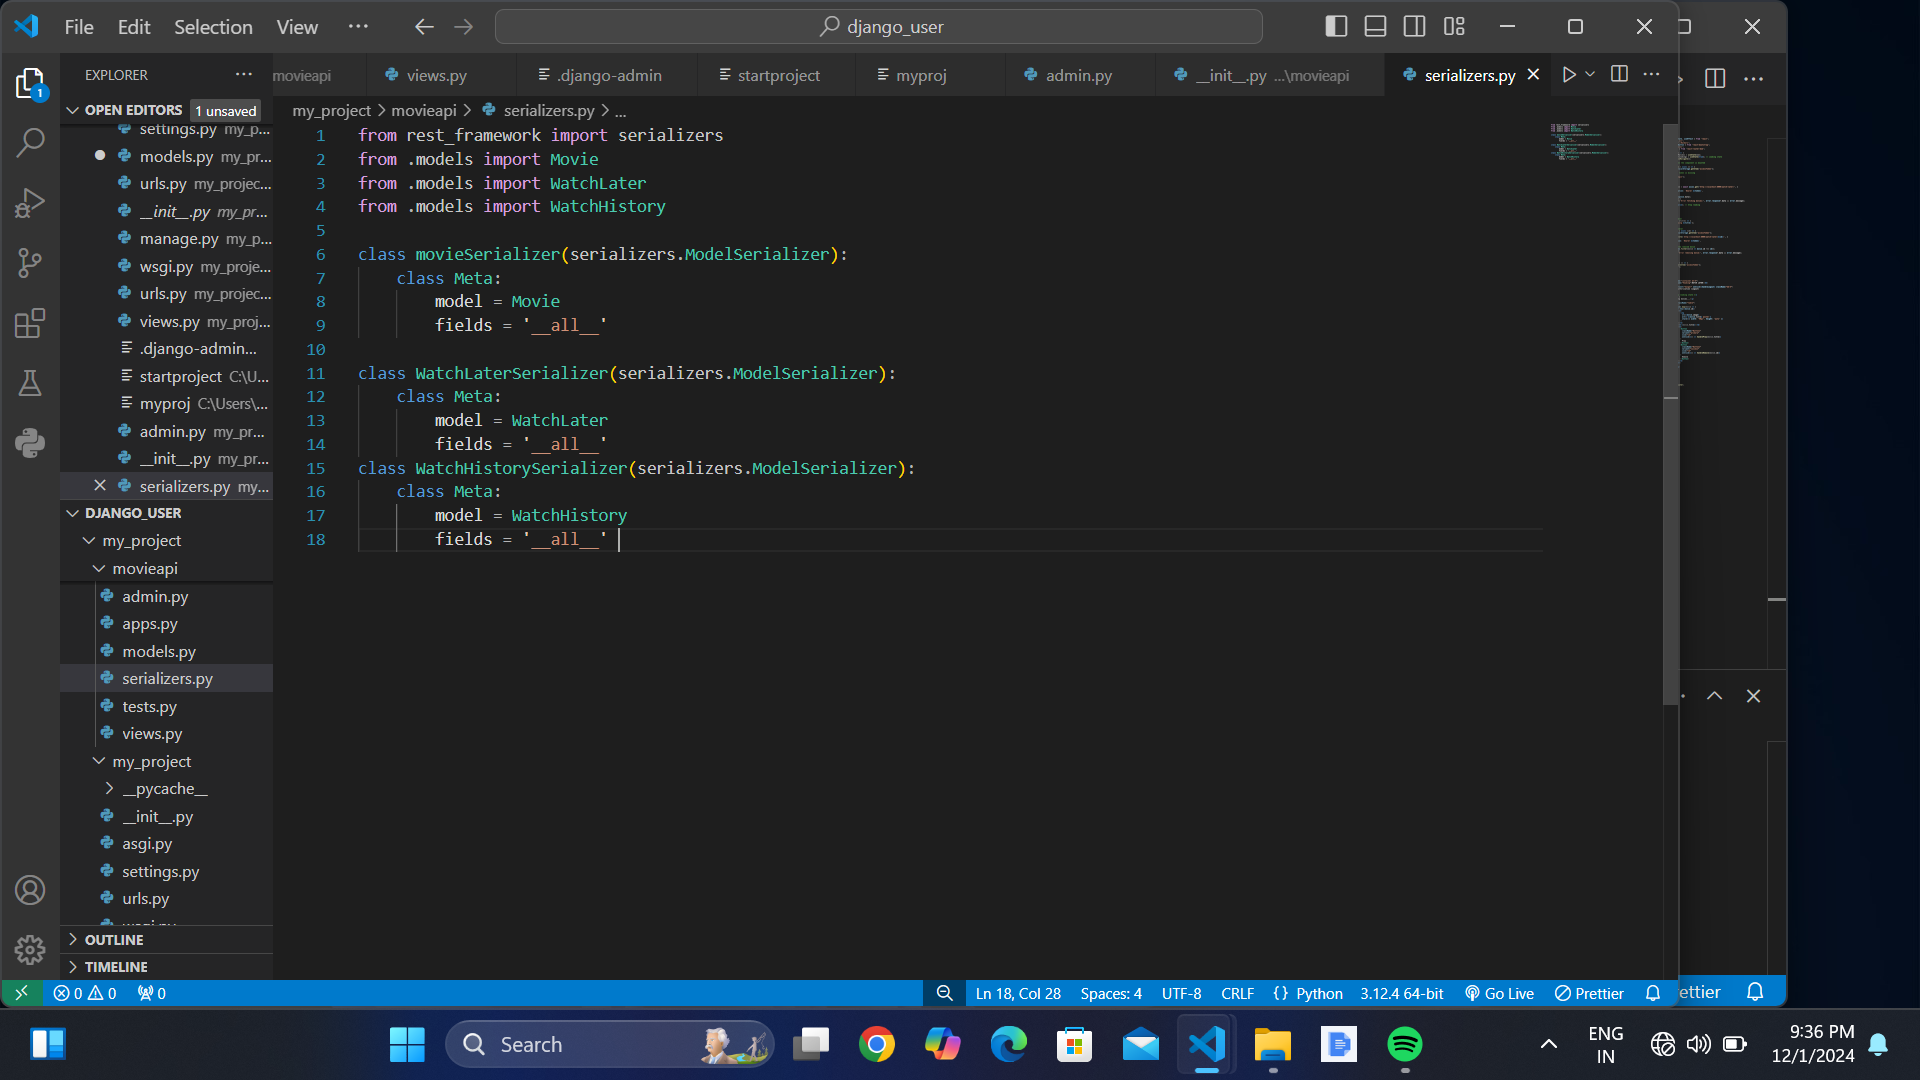 File Edit Selection View ··· django_user
EXPLORER ···
OPEN EDITORS 1 unsaved
settings.py my_p...
models.py my_pr...
urls.py my_projec...
__init__.py my_pr...
manage.py my_p...
wsgi.py my_proje...
urls.py my_projec...
views.py my_proj...
.django-admin...
startproject C:\U...
myproj C:\Users\...
admin.py my_pr...
__init__.py my_pr...
serializers.py my...
DJANGO_USER
my_project
movieapi
admin.py
apps.py
models.py
serializers.py
tests.py
views.py
my_project
__pycache__
__init__.py
asgi.py
settings.py
urls.py
OUTLINE
TIMELINE
movieapi views.py .django-admin startproject myproj admin.py __init__.py ...\movieapi serializers.py
my_project > movieapi > serializers.py > ...
1 from rest_framework import serializers
2 from .models import Movie
3 from .models import WatchLater
4 from .models import WatchHistory
5
6 class movieSerializer(serializers.ModelSerializer):
7 class Meta:
8 model = Movie
9 fields = '__all__'
10
11 class WatchLaterSerializer(serializers.ModelSerializer):
12 class Meta:
13 model = WatchLater
14 fields = '__all__'
15 class WatchHistorySerializer(serializers.ModelSerializer):
16 class Meta:
17 model = WatchHistory
18 fields = '__all__'
1
0 0 0 Ln 18, Col 28 Spaces: 4 UTF-8 CRLF {} Python 3.12.4 64-bit Go Live Prettier ettier
Search ENG
IN
9:36 PM
12/1/2024